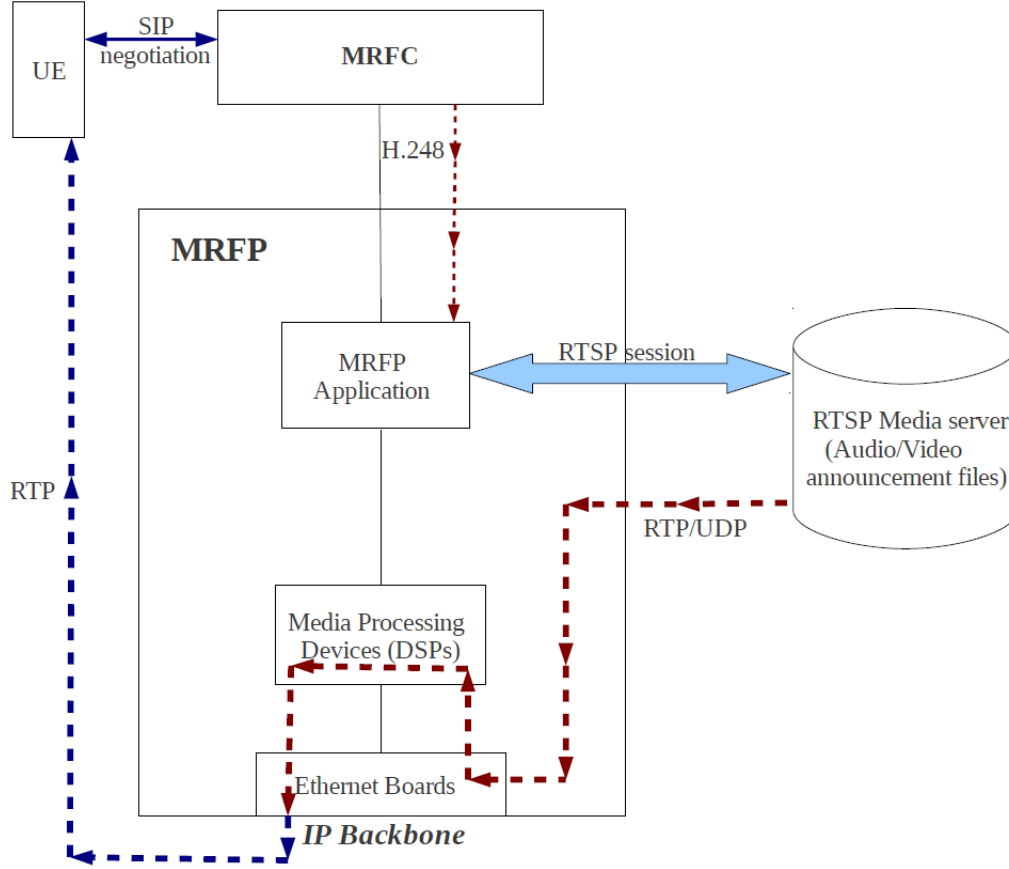 SIP
negotiation
UE
MRFC
H.248
MRFP
MRFP
Application
RTSP session
RTSP Media server
(Audio/Video
announcement files)
RTP
RTP/UDP
Media Processing
Devices (DSPs)
Ethernet Boards
IP Backbone